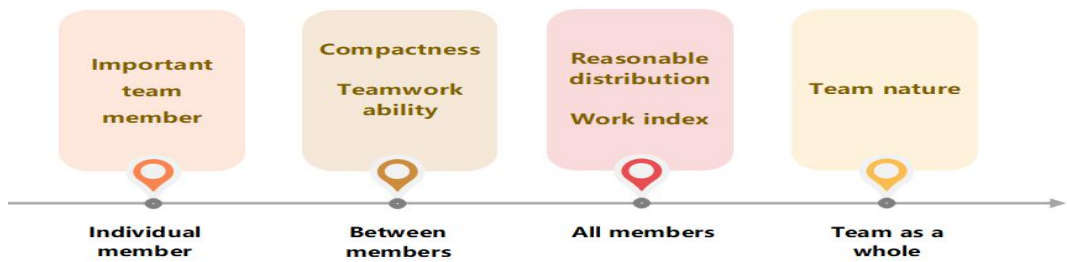 Important
team
member
Compactness
Teamwork
ability
Reasonable
distribution
Work index
Team nature
Individual
member
Between
members
All members
Team as a
whole